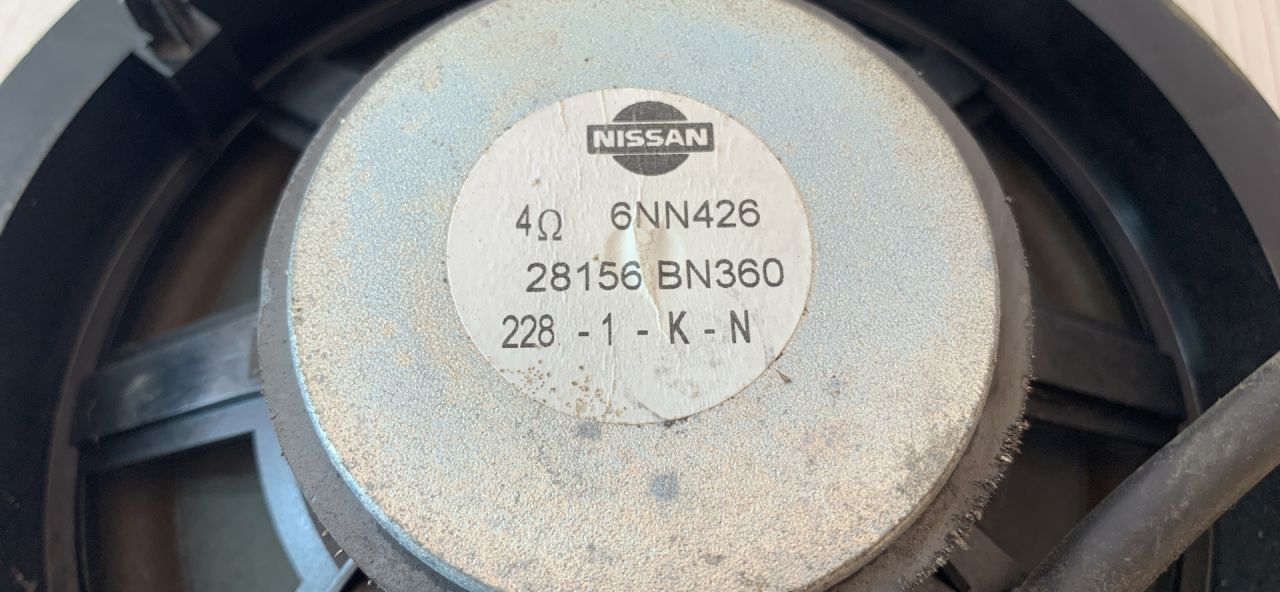 NISSAN
4Ω 6NN426
28156 BN360
228 - 1 - K - N